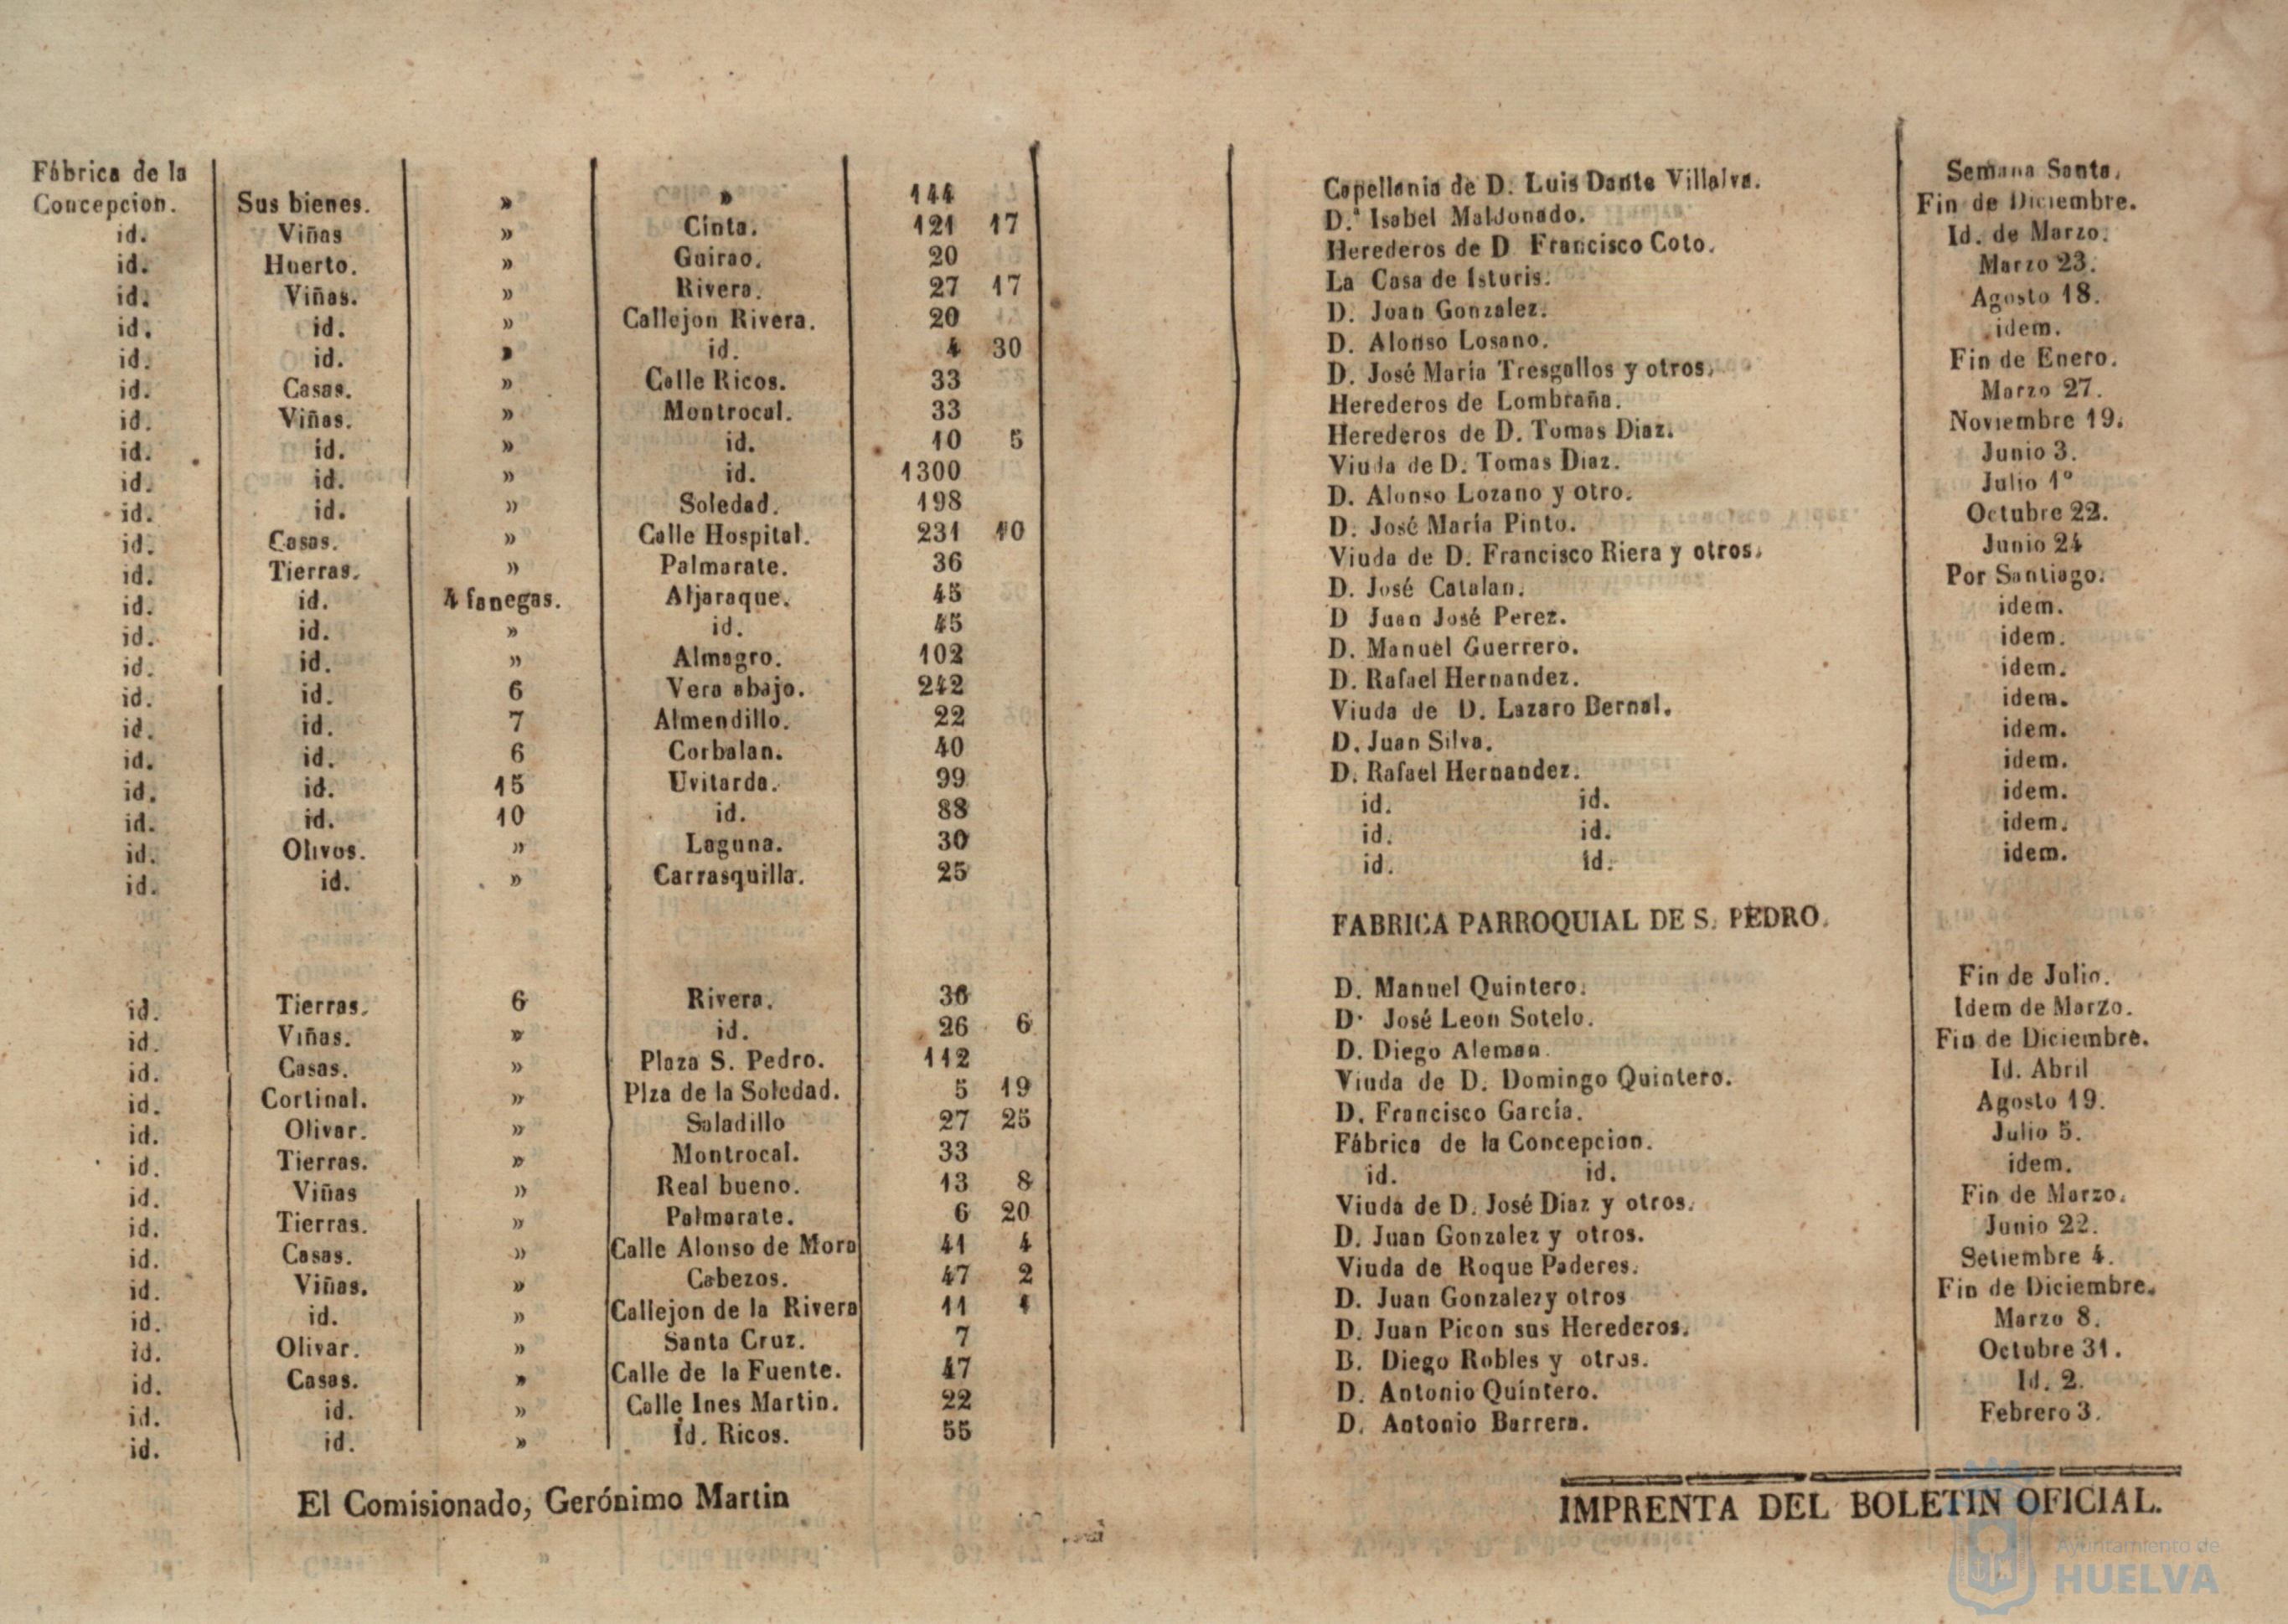 Fábrica de la
Concepcion. Sus bienes. » » 144 Capellania de D. Luis Dante Villalva. Semana Santa.
id. Viñas » Cinta. 121 17 D.ª Isabel Maldonado. Fin de Diciembre.
id. Huerto. » Guirao. 20 Herederos de D Francisco Coto. Id. de Marzo.
id. Viñas. » Rivera. 27 17 La Casa de Isturis. Marzo 23.
id. id. » Callejon Rivera. 20 D. Juan Gonzalez. Agosto 18.
id. id. » id. 4 30 D. Alonso Losano. idem.
id. Casas. » Calle Ricos. 33 D. José Maria Tresgallos y otros. Fin de Enero.
id. Viñas. » Montrocal. 33 Herederos de Lombraña. Marzo 27.
id. id. » id. 10 5 Herederos de D. Tomas Diaz. Noviembre 19.
id. id. » id. 1300 Viuda de D. Tomas Diaz. Junio 3.
id. id. » Soledad. 198 D. Alonso Lozano y otro. Julio 1º
id. Casas. » Calle Hospital. 231 10 D. José María Pinto. Octubre 22.
id. Tierras. » Palmarate. 36 Viuda de D. Francisco Riera y otros. Junio 24
id. id. 4 fanegas. Aljaraque. 45 D. José Catalan. Por Santiago.
id. id. » id. 45 D Juan José Perez. idem.
id. id. » Almagro. 102 D. Manuel Guerrero. idem.
id. id. 6 Vera abajo. 242 D. Rafael Hernandez. idem.
id. id. 7 Almendillo. 22 Viuda de D. Lazaro Bernal. idem.
id. id. 6 Corbalan. 40 D. Juan Silva. idem.
id. id. 15 Uvitarda. 99 D. Rafael Hernandez. idem.
id. id. 10 id. 88 id. id. idem.
id. Olivos. » Laguna. 30 id. id. idem.
id. id. » Carrasquilla. 25 id. id. idem.
FABRICA PARROQUIAL DE S. PEDRO.
id. Tierras. 6 Rivera. 36 D. Manuel Quintero. Fin de Julio.
id. Viñas. » id. 26 6 D. José Leon Sotelo. Idem de Marzo.
id. Casas. » Plaza S. Pedro. 112 D. Diego Aleman. Fin de Diciembre.
id. Cortinal. » Plza de la Soledad. 5 19 Viuda de D. Domingo Quintero. Id. Abril
id. Olivar. » Saladillo 27 25 D. Francisco García. Agosto 19.
id. Tierras. » Montrocal. 33 Fábrica de la Concepcion. Julio 5.
id. Viñas » Real bueno. 13 8 id. id. idem.
id. Tierras. » Palmarate. 6 20 Viuda de D. José Diaz y otros. Fin de Marzo.
id. Casas. » Calle Alonso de Mora 41 4 D. Juan Gonzalez y otros. Junio 22.
id. Viñas. » Cabezos. 47 2 Viuda de Roque Paderes. Setiembre 4.
id. id. » Callejon de la Rivera 11 1 D. Juan Gonzalezy otros Fin de Diciembre.
id. Olivar. » Santa Cruz. 7 D. Juan Picon sus Herederos. Marzo 8.
id. Casas. » Calle de la Fuente. 47 B. Diego Robles y otros. Octubre 31.
id. id. » Calle Ines Martin. 22 D. Antonio Quintero. Id. 2.
id. id. » Id. Ricos. 55 D. Antonio Barrera. Febrero 3.
El Comisionado, Gerónimo Martin
IMPRENTA DEL BOLETIN OFICIAL.
Ayuntamiento de
HUELVA